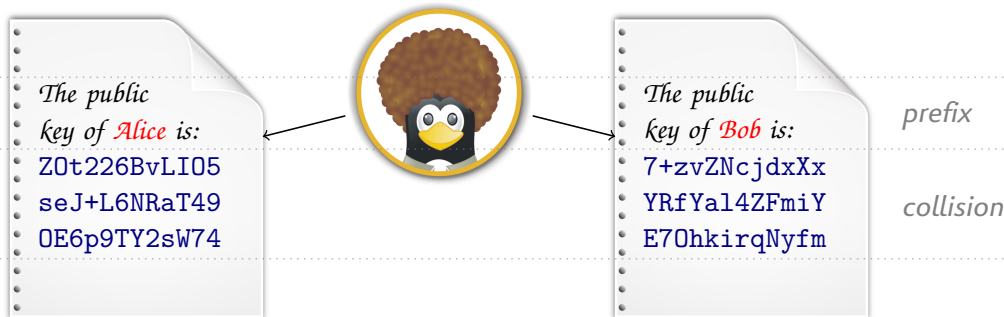 The public
key of Alice is:
ZOt226BvLIO5
seJ+L6NRaT49
OE6p9TY2sW74
The public
key of Bob is:
7+zvZNcjdxXx
YRfYal4ZFmiY
E7OhkirqNyfm
prefix
collision